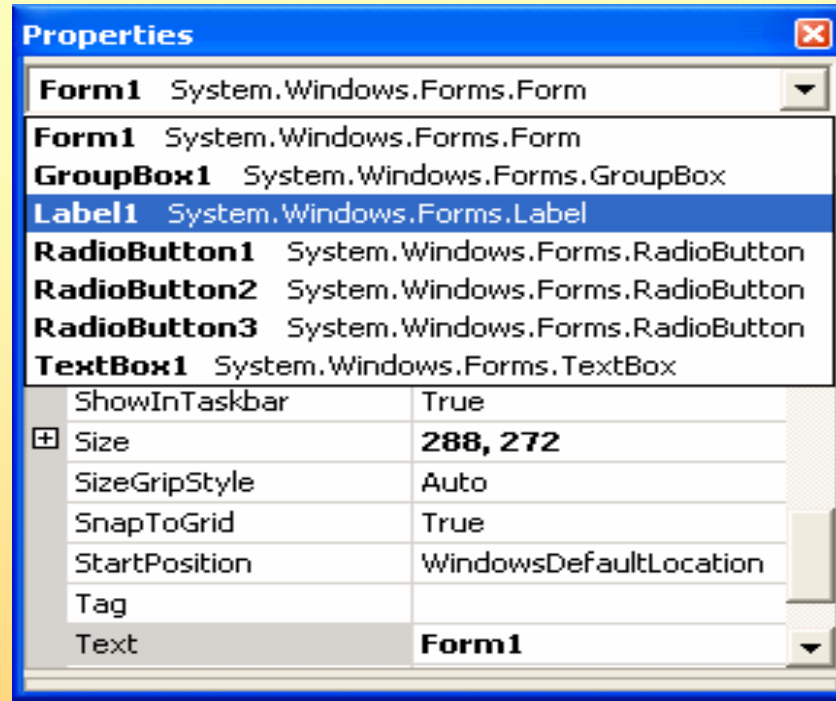 Properties
Form1 System.Windows.Forms.Form
Form1 System.Windows.Forms.Form
GroupBox1 System.Windows.Forms.GroupBox
Label1 System.Windows.Forms.Label
RadioButton1 System.Windows.Forms.RadioButton
RadioButton2 System.Windows.Forms.RadioButton
RadioButton3 System.Windows.Forms.RadioButton
TextBox1 System.Windows.Forms.TextBox
ShowInTaskbar True
Size 288, 272
SizeGripStyle Auto
SnapToGrid True
StartPosition WindowsDefaultLocation
Tag
Text Form1